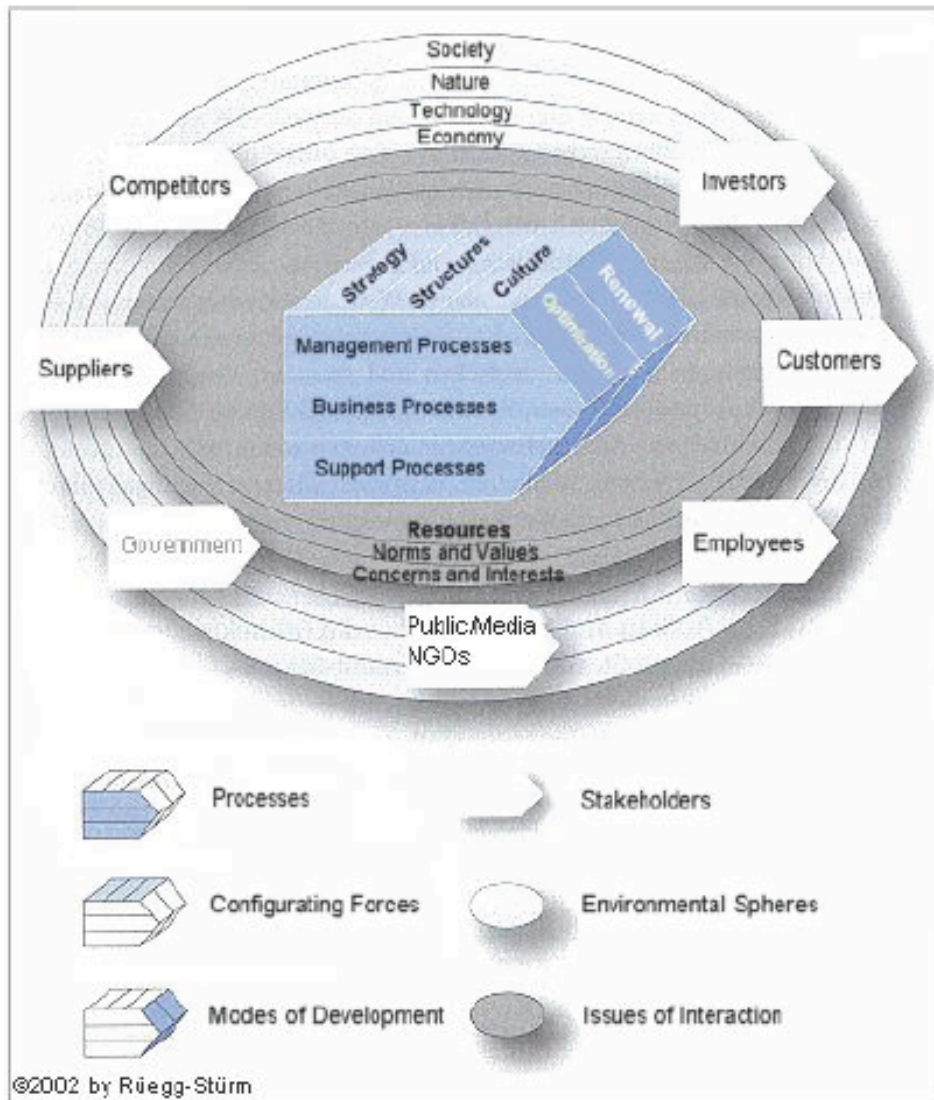 Society
Nature
Technology
Economy
Competitors
Investors
Strategy
Structures
Culture
Renewal
Optimisation
Management Processes
Business Processes
Support Processes
Suppliers
Customers
Resources
Norms and Values
Concerns and Interests
Government
Employees
Public/Media
NGOs
Processes
Stakeholders
Configurating Forces
Environmental Spheres
Modes of Development
Issues of Interaction
©2002 by Rüegg-Stürm